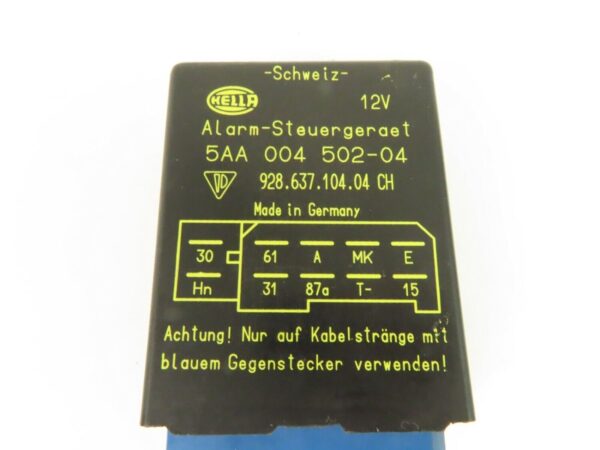 -Schweiz-
HELLA 12V
Alarm-Steuergeraet
5AA 004 502-04
928.637.104.04 CH
Made in Germany
30 61 A MK E
Hn 31 87a T- 15
Achtung! Nur auf Kabelstränge mit
blauem Gegenstecker verwenden!